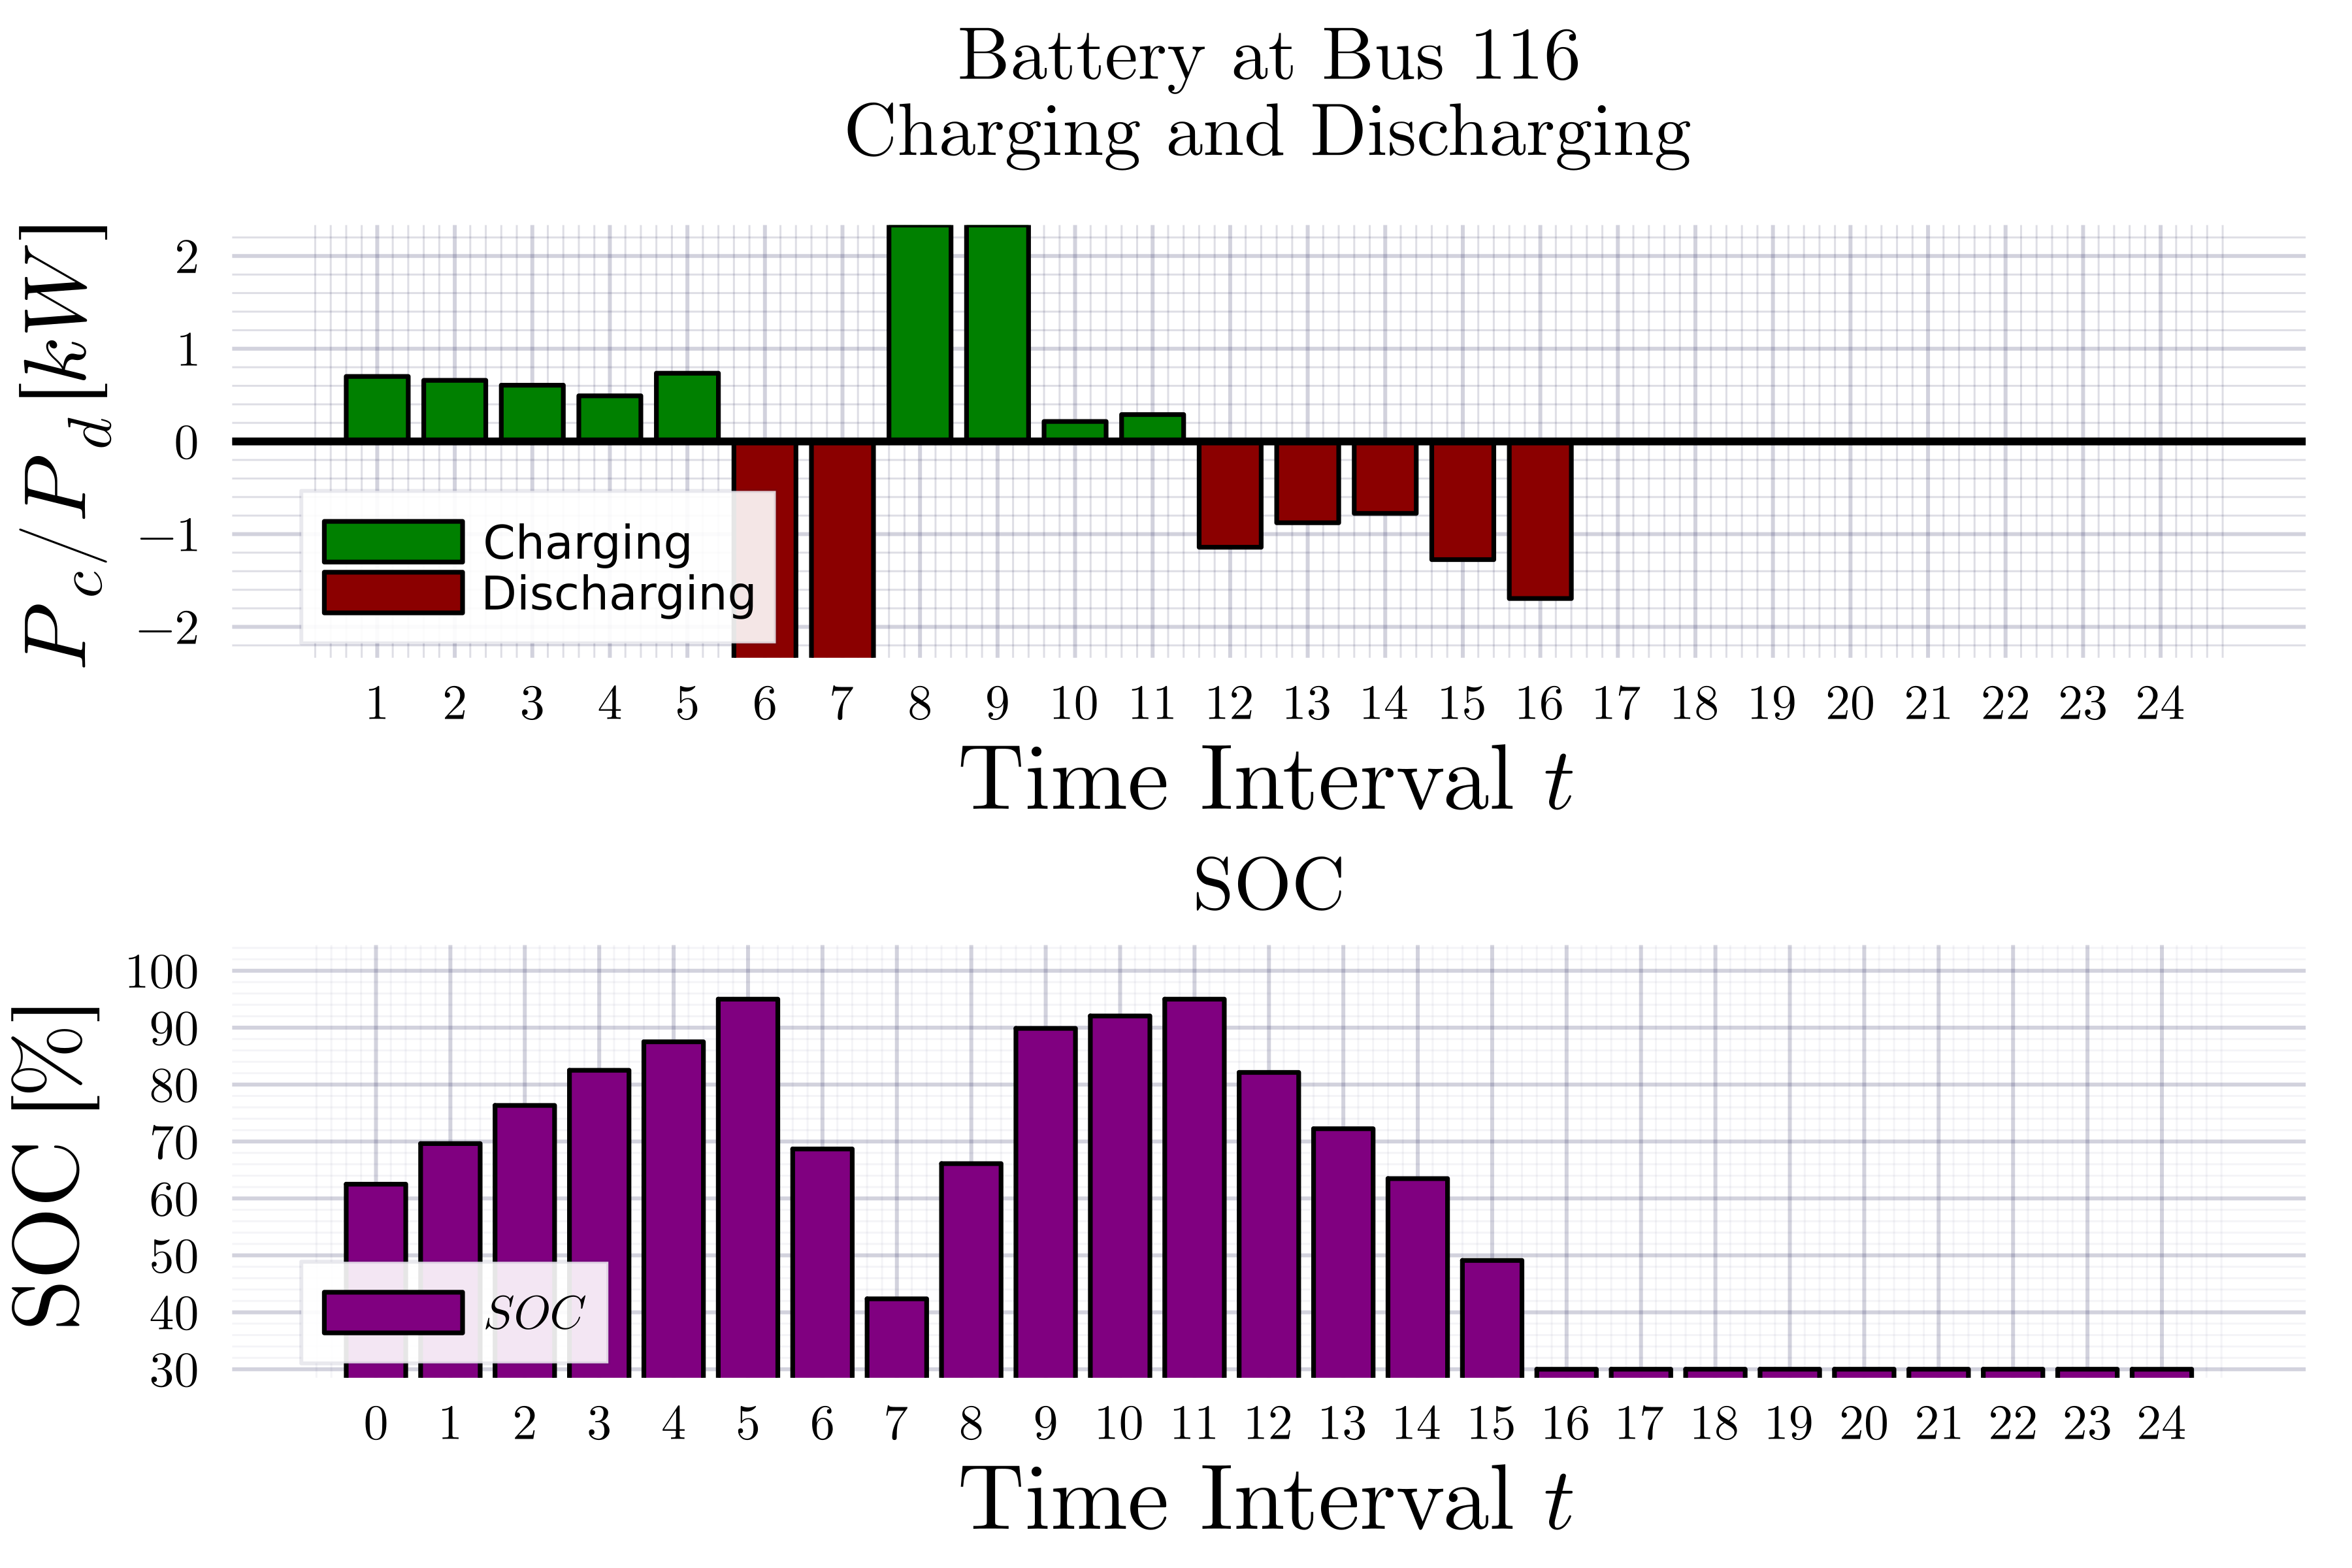 Battery at Bus 116
Charging and Discharging
P_c/P_d [kW]
2
1
0
−1
−2
Charging
Discharging
1 2 3 4 5 6 7 8 9 10 11 12 13 14 15 16 17 18 19 20 21 22 23 24
Time Interval t
SOC
SOC [%]
100
90
80
70
60
50
40
30
SOC
0 1 2 3 4 5 6 7 8 9 10 11 12 13 14 15 16 17 18 19 20 21 22 23 24
Time Interval t